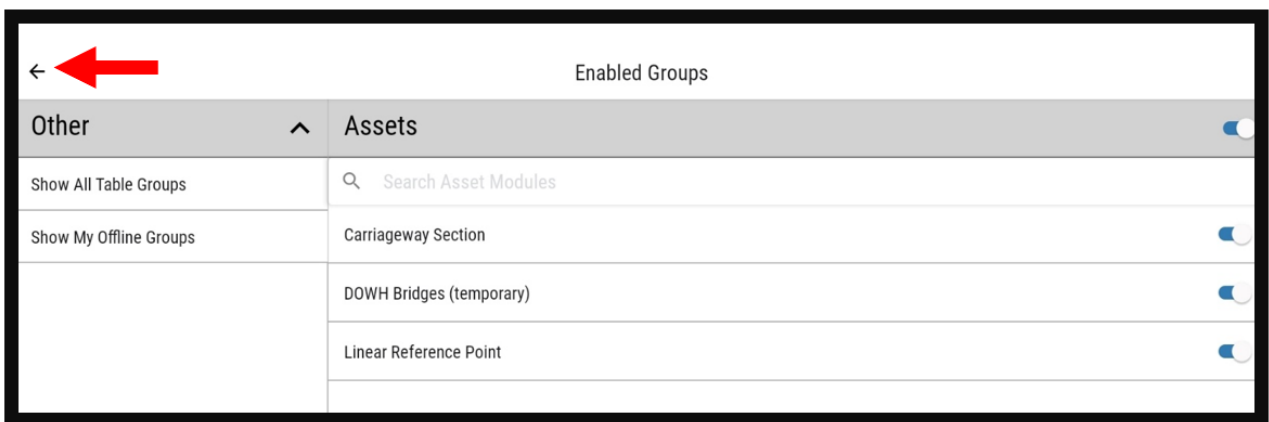 Enabled Groups
Other
Assets
Show All Table Groups
Search Asset Modules
Show My Offline Groups
Carriageway Section
DOWH Bridges (temporary)
Linear Reference Point